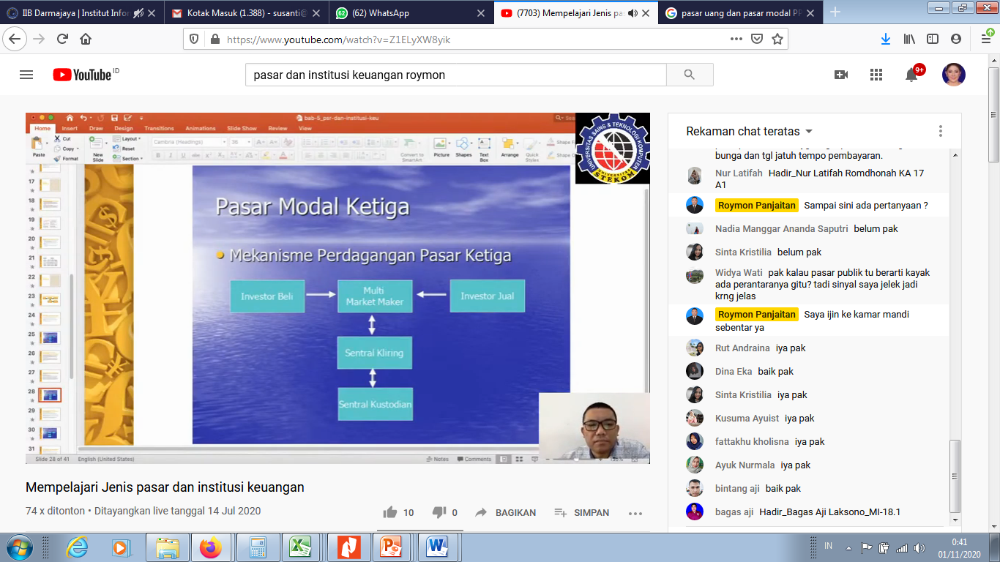 IIB Darmajaya | Institut Infor
Kotak Masuk (1.388) - susanti@
(62) WhatsApp
(7703) Mempelajari Jenis pa
pasar uang dan pasar modal PP
https://www.youtube.com/watch?v=Z1ELyXW8yik
YouTube ID
pasar dan institusi keuangan roymon
9+
bab-5_psr-dan-institusi-keu
Home Insert Draw Design Transitions Animations Slide Show Review View
Paste
Cut
Copy
Format
New Slide
Layout
Reset
Section
Cambria (Headings)
36
Convert to SmartArt
Picture
Shapes
Text Box
Arrange
Quick Styles
Shape Fi
UNIVERSITAS SAINS & TEKNOLOGI KOMPUTER
UNIVERSITAS STEKOM
17
18
19
20
21
22
23
24
25
26
27
28
29
30
31
Pasar Modal Ketiga
Mekanisme Perdagangan Pasar Ketiga
Investor Beli
Multi
Market Maker
Investor Jual
Sentral Kliring
Sentral Kustodian
Slide 28 of 41 English (United States)
Notes Comments
Mempelajari Jenis pasar dan institusi keuangan
74 x ditonton • Ditayangkan live tanggal 14 Jul 2020
10 0 BAGIKAN SIMPAN
Rekaman chat teratas
bunga dan tgl jatuh tempo pembayaran.
Nur Latifah Hadir_Nur Latifah Romdhonah KA 17
A1
Roymon Panjaitan Sampai sini ada pertanyaan ?
Nadia Manggar Ananda Saputri belum pak
Sinta Kristilia belum pak
Widya Wati pak kalau pasar publik tu berarti kayak
ada perantaranya gitu? tadi sinyal saya jelek jadi
krng jelas
Roymon Panjaitan Saya ijin ke kamar mandi
sebentar ya
Rut Andraina iya pak
Dina Eka baik pak
Sinta Kristilia iya pak
Kusuma Ayuist iya pak
fattakhu kholisna iya pak
Ayuk Nurmala iya pak
bintang aji baik pak
bagas aji Hadir_Bagas Aji Laksono_MI-18.1
IN
0:41
01/11/2020